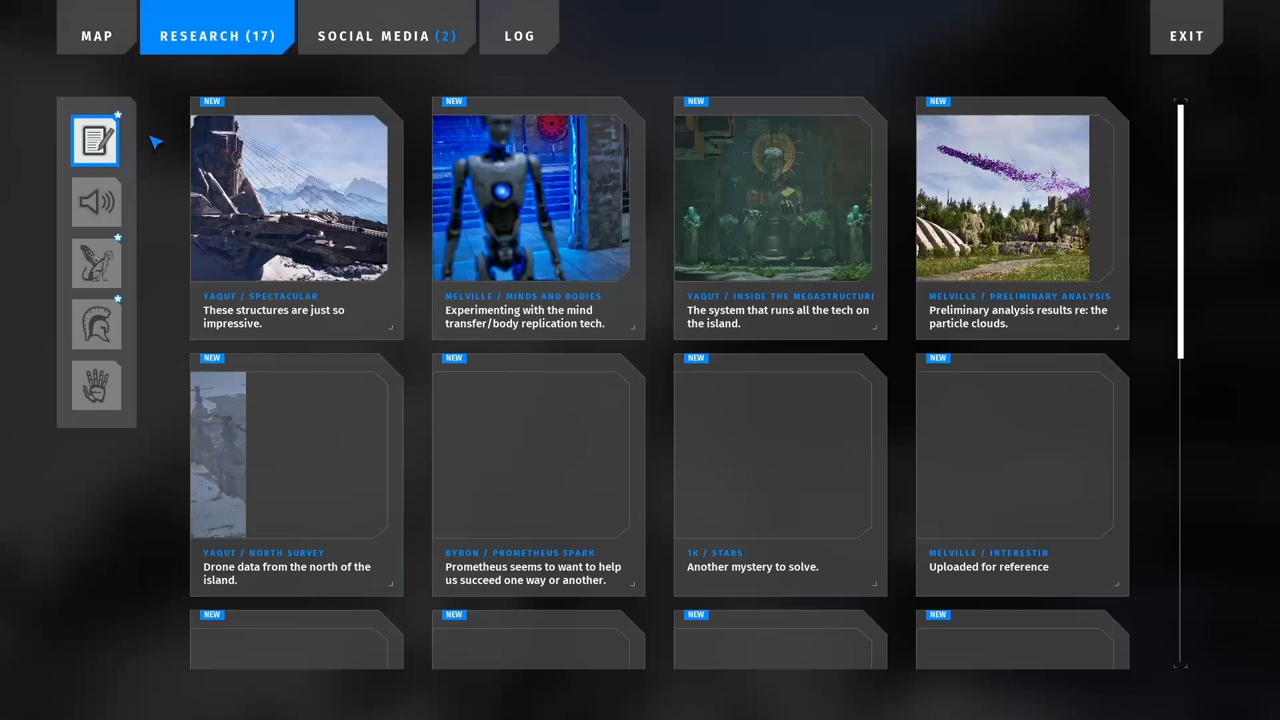 MAP
RESEARCH (17)
SOCIAL MEDIA (2)
LOG
EXIT
NEW
NEW
NEW
NEW
YAQUT / SPECTACULAR
These structures are just so
impressive.
MELVILLE / MINDS AND BODIES
Experimenting with the mind
transfer/body replication tech.
YAQUT / INSIDE THE MEGASTRUCTURI
The system that runs all the tech on
the island.
MELVILLE / PRELIMINARY ANALYSIS
Preliminary analysis results re: the
particle clouds.
NEW
NEW
NEW
NEW
YAQUT / NORTH SURVEY
Drone data from the north of the
island.
BYRON / PROMETHEUS SPARK
Prometheus seems to want to help
us succeed one way or another.
1K / STARS
Another mystery to solve.
MELVILLE / INTERESTIN
Uploaded for reference
NEW
NEW
NEW
NEW